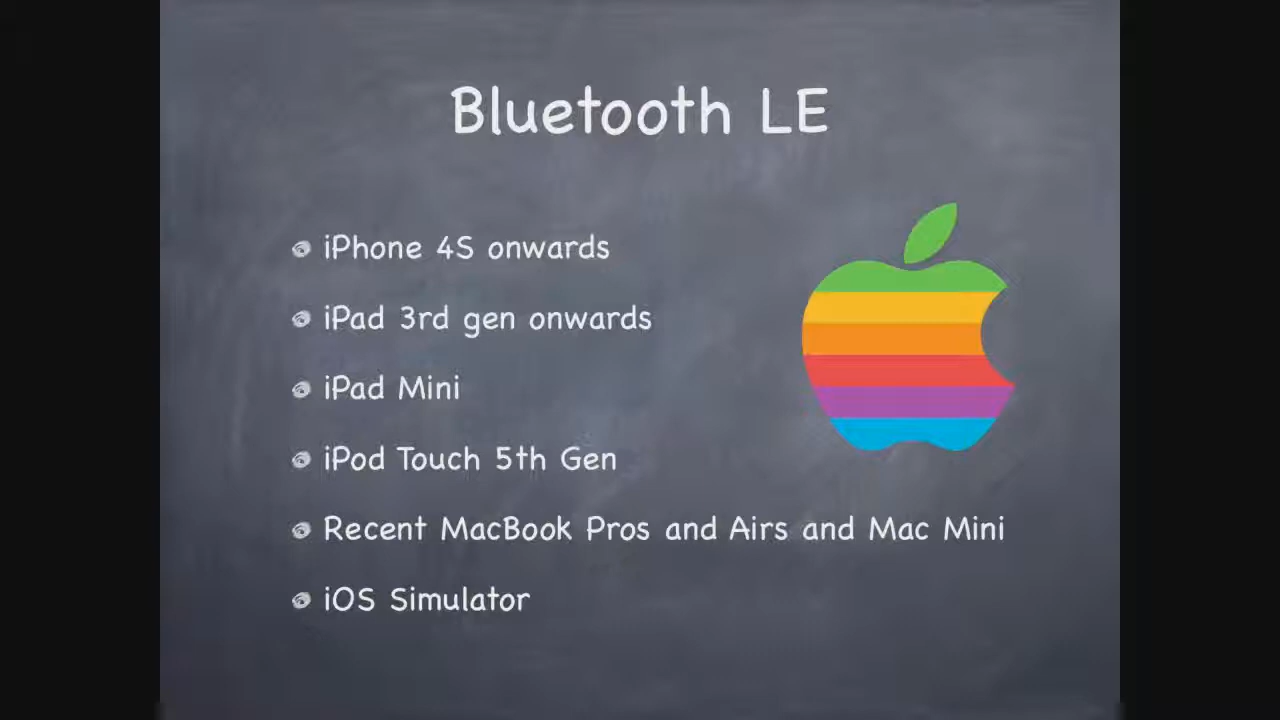 Bluetooth LE
iPhone 4S onwards
iPad 3rd gen onwards
iPad Mini
iPod Touch 5th Gen
Recent MacBook Pros and Airs and Mac Mini
iOS Simulator